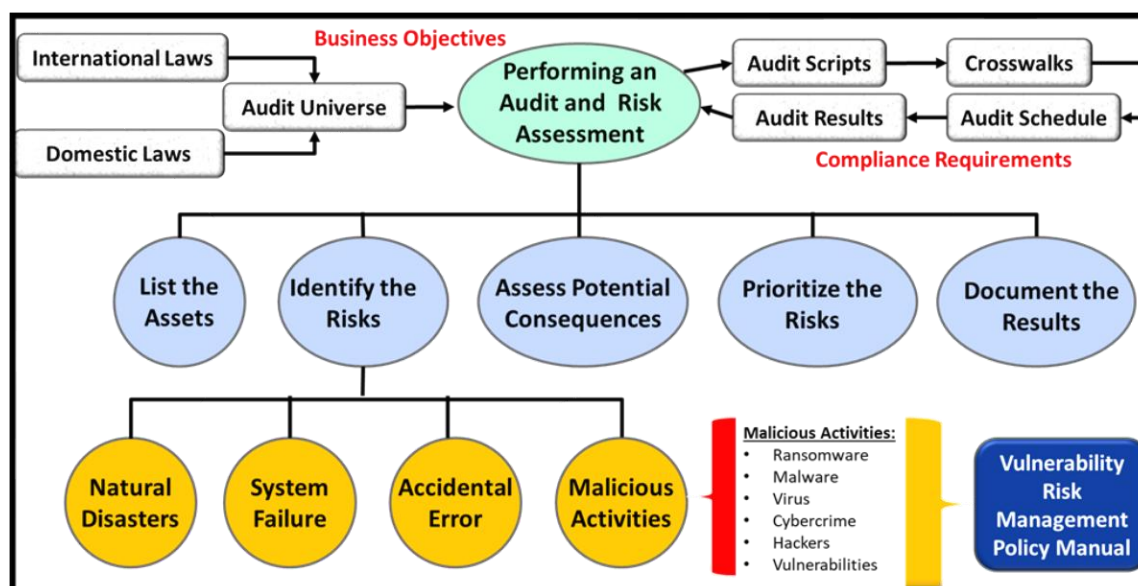 International Laws
Domestic Laws
Audit Universe
Business Objectives
Performing an
Audit and Risk
Assessment
Audit Scripts
Crosswalks
Audit Results
Audit Schedule
Compliance Requirements
List the
Assets
Identify the
Risks
Assess Potential
Consequences
Prioritize the
Risks
Document the
Results
Natural
Disasters
System
Failure
Accidental
Error
Malicious
Activities
Malicious Activities:
• Ransomware
• Malware
• Virus
• Cybercrime
• Hackers
• Vulnerabilities
Vulnerability
Risk
Management
Policy Manual